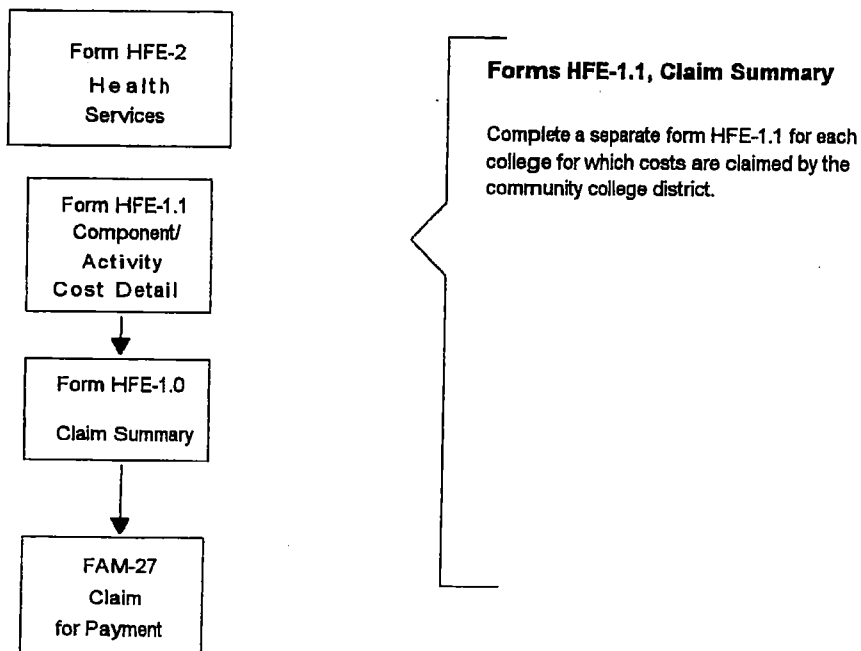 Form HFE-2
Health
Services
Form HFE-1.1
Component/
Activity
Cost Detail
Form HFE-1.0
Claim Summary
FAM-27
Claim
for Payment
Forms HFE-1.1, Claim Summary
Complete a separate form HFE-1.1 for each
college for which costs are claimed by the
community college district.